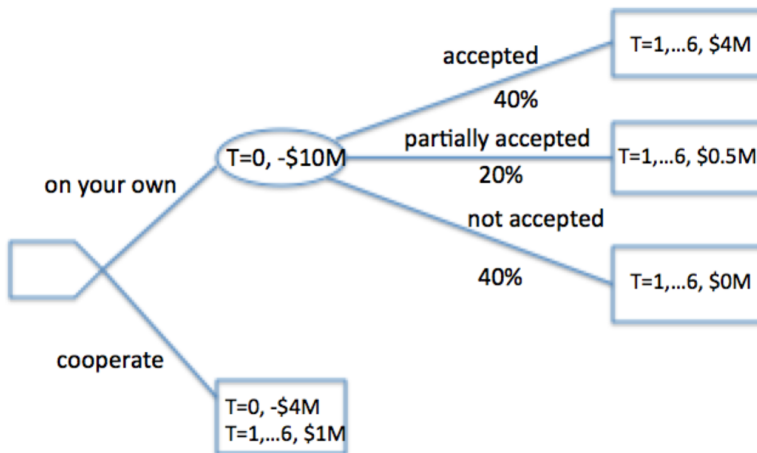 accepted
40%
T=1,...6, $4M
on your own
T=0, -$10M
partially accepted
20%
T=1,...6, $0.5M
not accepted
40%
T=1,...6, $0M
cooperate
T=0, -$4M
T=1,...6, $1M